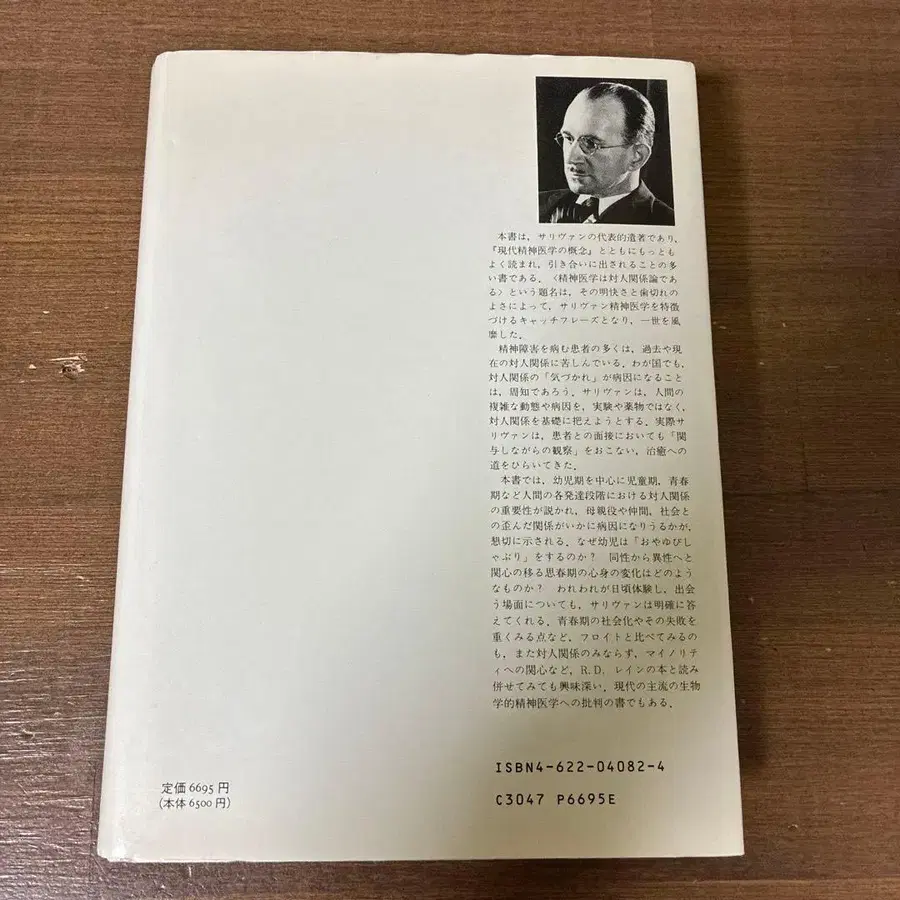 本書は，サリヴァンの代表的遺著であり，
『現代精神医学の概念』とともにもっとも
よく読まれ，引き合いに出されることの多
い書である．〈精神医学は対人関係論であ
る〉という題名は，その明快さと歯切れの
よさによって，サリヴァン精神医学を特徴
づけるキャッチフレーズとなり，一世を風
靡した．
精神障害を病む患者の多くは，過去や現
在の対人関係に苦しんでいる．わが国でも，
対人関係の「気づかれ」が病因になること
は，周知であろう．サリヴァンは，人間の
複雑な動態や病因を，実験や薬物ではなく，
対人関係を基礎に把えようとする．実際サ
リヴァンは，患者との面接においても「関
与しながらの観察」をおこない，治癒への
道をひらいてきた．
本書では，幼児期を中心に児童期，青春
期など人間の各発達段階における対人関係
の重要性が説かれ，母親役や仲間，社会と
の歪んだ関係がいかに病因になりうるかが，
懇切に示される．なぜ幼児は「おやゆびし
ゃぶり」をするのか？　同性から異性へと
関心の移る思春期の心身の変化はどのよう
なものか？　われわれが日頃体験し，出会
う場面についても，サリヴァンは明確に答
えてくれる．青春期の社会化やその失敗を
重くみる点など，フロイトと比べてみるの
も，また対人関係のみならず，マイノリテ
ィへの関心など，R.D.レインの本と読み
併せてみても興味深い．現代の主流の生物
学的精神医学への批判の書でもある．
ISBN4-622-04082-4
C3047 P6695E
定価 6695 円
(本体 6500 円)